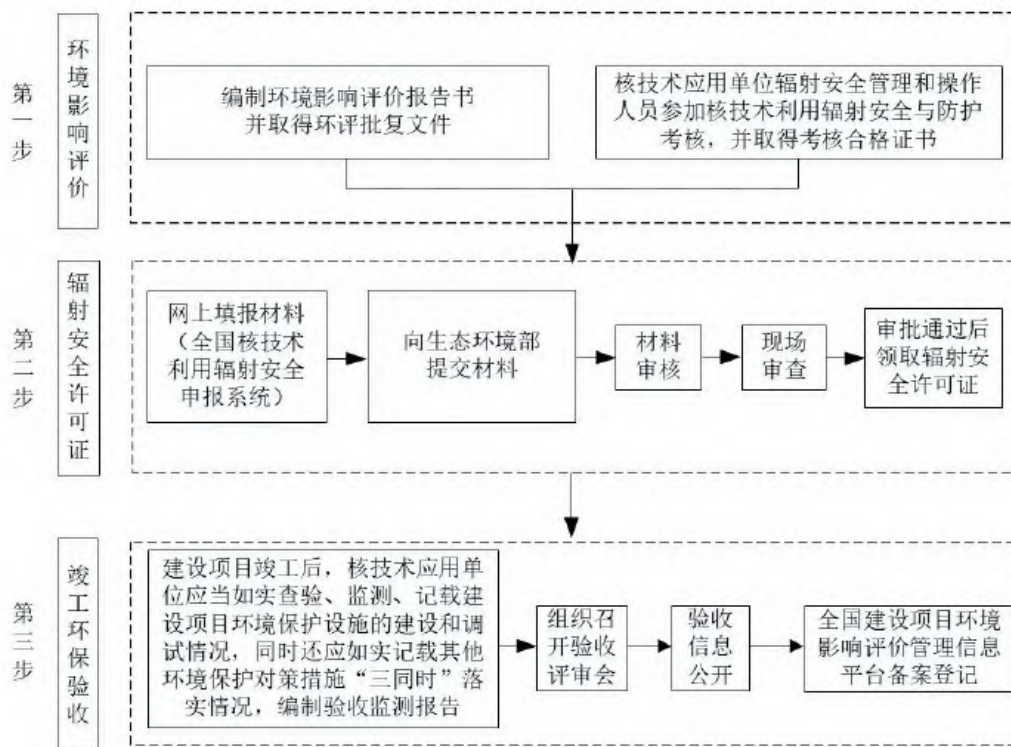 第一步
环境影响评价
编制环境影响评价报告书
并取得环评批复文件
核技术应用单位辐射安全管理和操作
人员参加核技术利用辐射安全与防护
考核，并取得考核合格证书
第二步
辐射安全许可证
网上填报材料
（全国核技术
利用辐射安全
申报系统）
向生态环境部
提交材料
材料
审核
现场
审查
审批通过后
领取辐射安
全许可证
第三步
竣工环保验收
建设项目竣工后，核技术应用单
位应当如实查验、监测、记载建
设项目环境保护设施的建设和调
试情况，同时还应如实记载其他
环境保护对策措施“三同时”落
实情况，编制验收监测报告
组织召
开验收
评审会
验收
信息
公开
全国建设项目环境
影响评价管理信息
平台备案登记